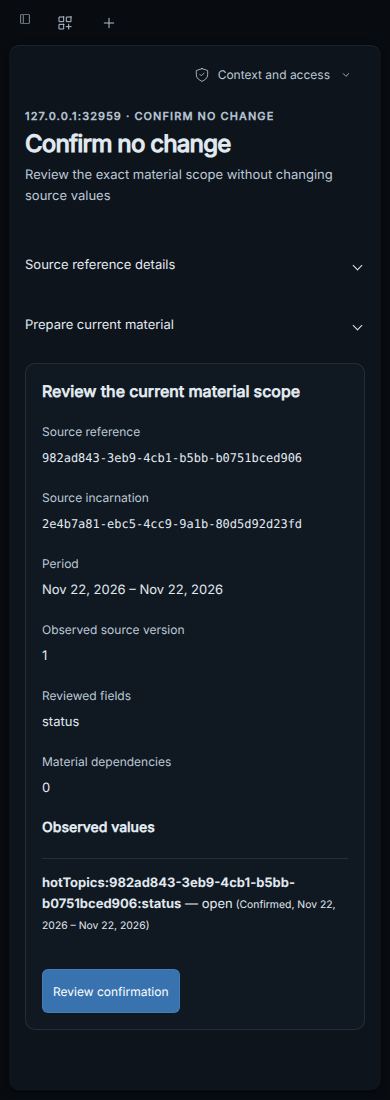 Context and access
127.0.0.1:32959 · CONFIRM NO CHANGE
Confirm no change
Review the exact material scope without changing
source values
Source reference details
Prepare current material
Review the current material scope
Source reference
982ad843-3eb9-4cb1-b5bb-b0751bced906
Source incarnation
2e4b7a81-ebc5-4cc9-9a1b-80d5d92d23fd
Period
Nov 22, 2026 – Nov 22, 2026
Observed source version
1
Reviewed fields
status
Material dependencies
0
Observed values
hotTopics:982ad843-3eb9-4cb1-b5bb-
b0751bced906:status — open (Confirmed, Nov 22,
2026 – Nov 22, 2026)
Review confirmation